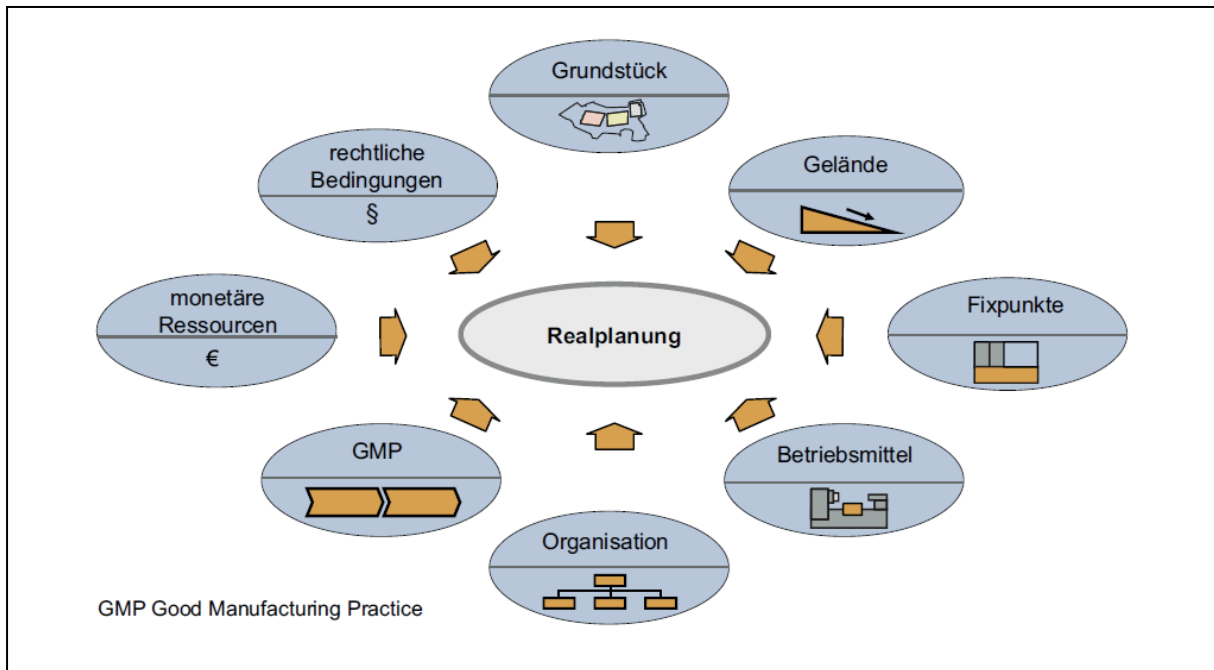 Grundstück
rechtliche
Bedingungen
§
Gelände
monetäre
Ressourcen
€
Realplanung
Fixpunkte
GMP
Betriebsmittel
Organisation
GMP Good Manufacturing Practice